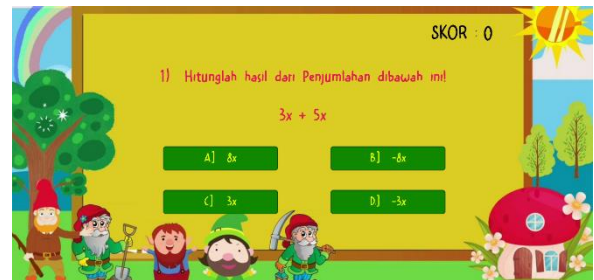 SKOR : 0
1) Hitunglah hasil dari Penjumlahan dibawah ini!
3x + 5x
A] 8x
B] -8x
C] 3x
D] -3x